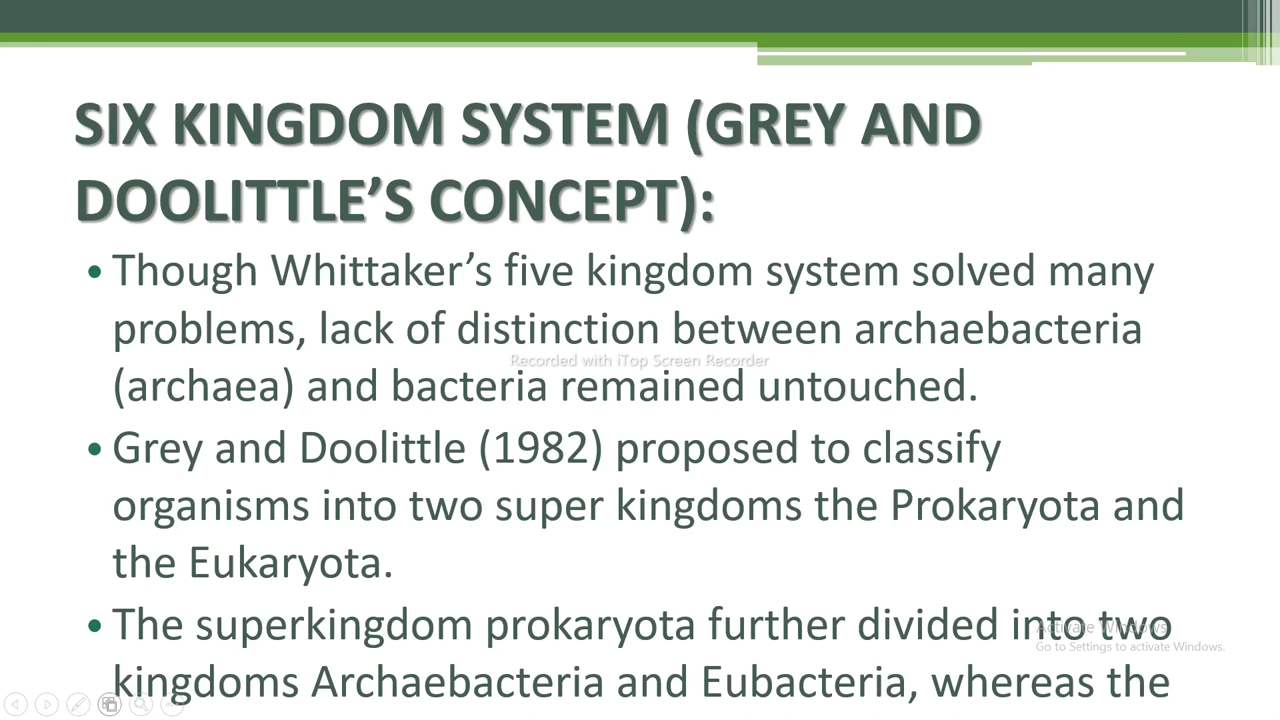 SIX KINGDOM SYSTEM (GREY AND
DOOLITTLE’S CONCEPT):
• Though Whittaker’s five kingdom system solved many
problems, lack of distinction between archaebacteria
Recorded with iTop Screen Recorder
(archaea) and bacteria remained untouched.
• Grey and Doolittle (1982) proposed to classify
organisms into two super kingdoms the Prokaryota and
the Eukaryota.
• The superkingdom prokaryota further divided into two
Activate Windows
Go to Settings to activate Windows.
kingdoms Archaebacteria and Eubacteria, whereas the